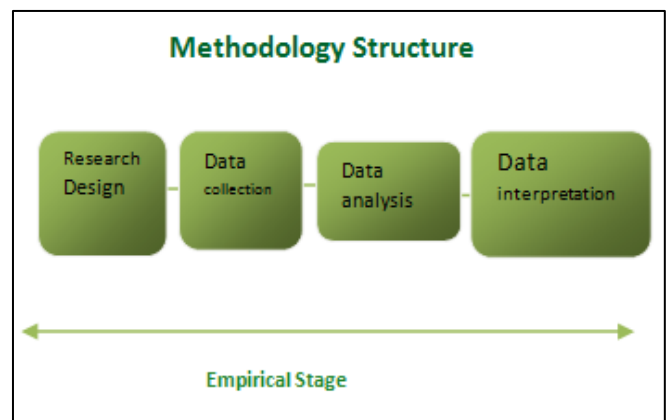 Methodology Structure
Research
Design
Data
collection
Data
analysis
Data
interpretation
Empirical Stage